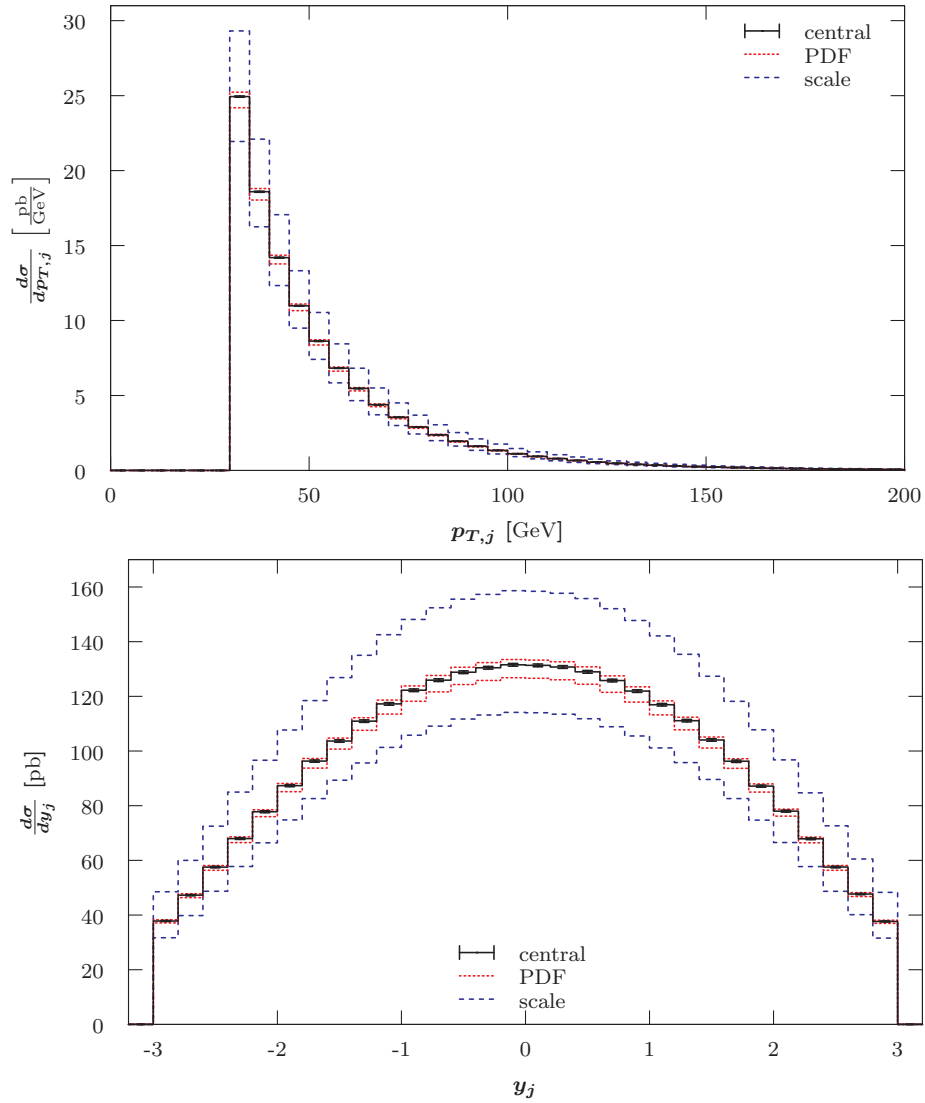 30
25
20
15
10
5
0
dσ/dp_{T,j} [pb/GeV]
central
PDF
scale
0 50 100 150 200
p_{T,j} [GeV]
160
140
120
100
80
60
40
20
0
dσ/dy_j [pb]
central
PDF
scale
-3 -2 -1 0 1 2 3
y_j